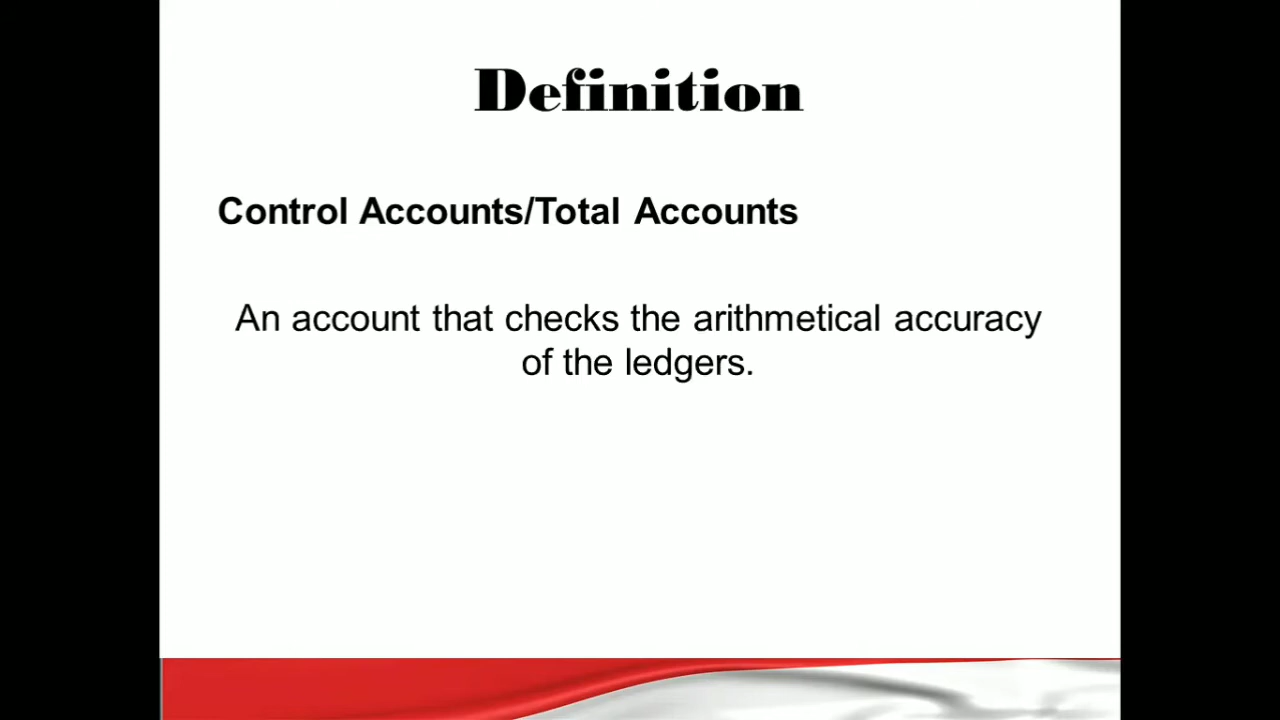 Definition
Control Accounts/Total Accounts
An account that checks the arithmetical accuracy
of the ledgers.